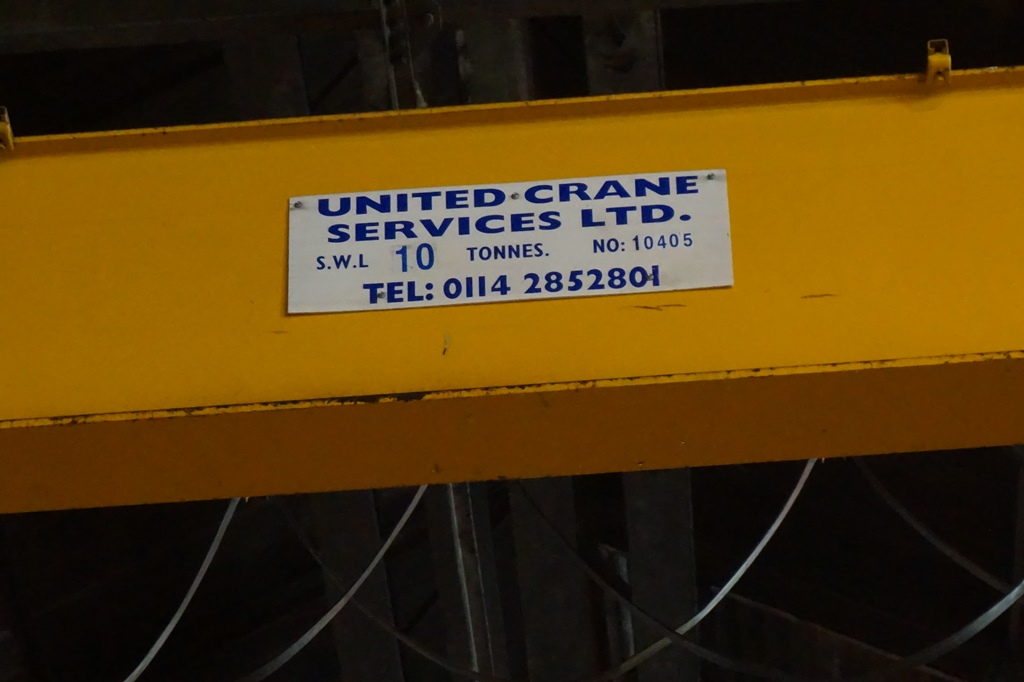 UNITED CRANE
SERVICES LTD.
S.W.L 10 TONNES. NO: 10405
TEL: 0114 2852801